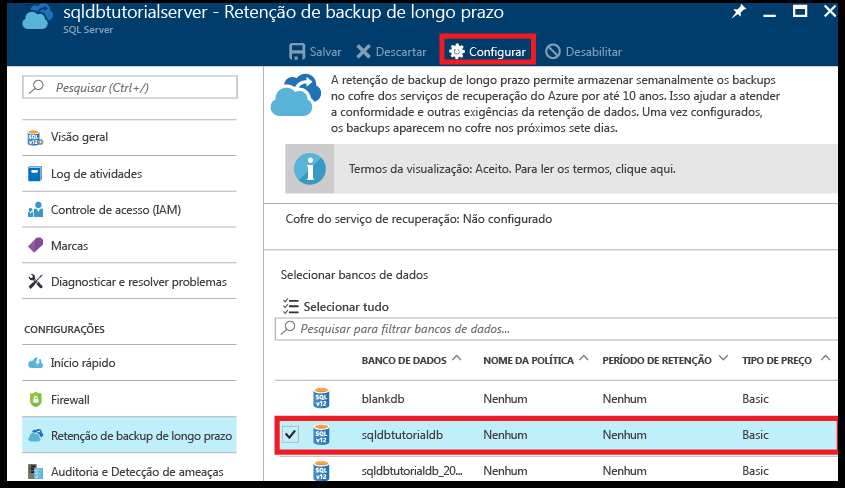 sqldbtutorialserver - Retenção de backup de longo prazo
SQL Server
Salvar Descartar Configurar Desabilitar
Pesquisar (Ctrl+/)
Visão geral
Log de atividades
Controle de acesso (IAM)
Marcas
Diagnosticar e resolver problemas
CONFIGURAÇÕES
Início rápido
Firewall
Retenção de backup de longo prazo
Auditoria e Detecção de ameaças
A retenção de backup de longo prazo permite armazenar semanalmente os backups
no cofre dos serviços de recuperação do Azure por até 10 anos. Isso ajudar a atender
a conformidade e outras exigências da retenção de dados. Uma vez configurados,
os backups aparecem no cofre nos próximos sete dias.
Termos da visualização: Aceito. Para ler os termos, clique aqui.
Cofre do serviço de recuperação: Não configurado
Selecionar bancos de dados
Selecionar tudo
Pesquisar para filtrar bancos de dados...
BANCO DE DADOS NOME DA POLÍTICA PERÍODO DE RETENÇÃO TIPO DE PREÇO
SQL v12 blankdb Nenhum Nenhum Basic
SQL v12 sqldbtutorialdb Nenhum Nenhum Basic
SQL v12 sqldbtutorialdb_20... Nenhum Nenhum Basic